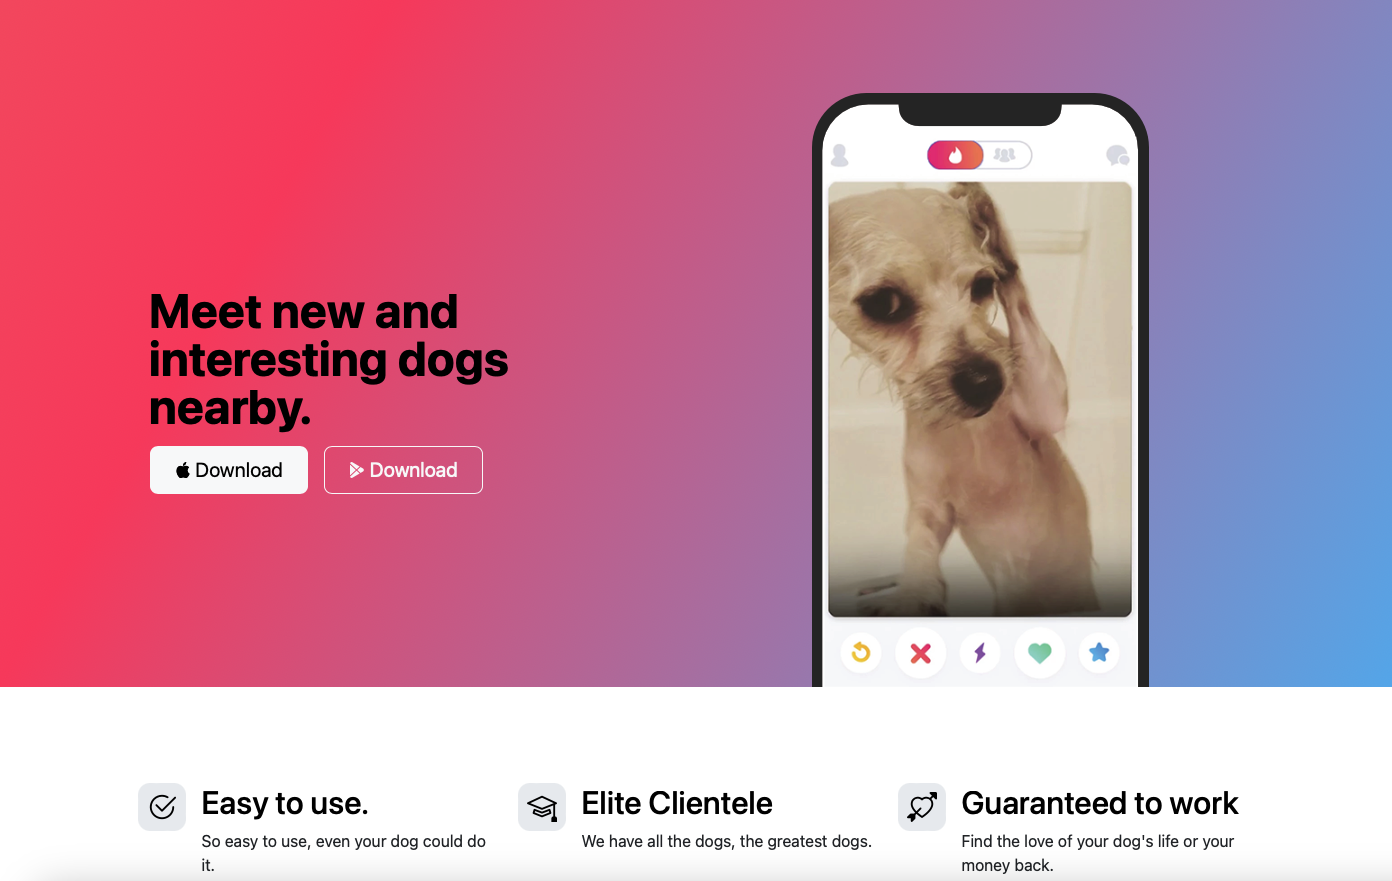 Meet new and
interesting dogs
nearby.
Download
Download
Easy to use.
So easy to use, even your dog could do
it.
Elite Clientele
We have all the dogs, the greatest dogs.
Guaranteed to work
Find the love of your dog's life or your
money back.